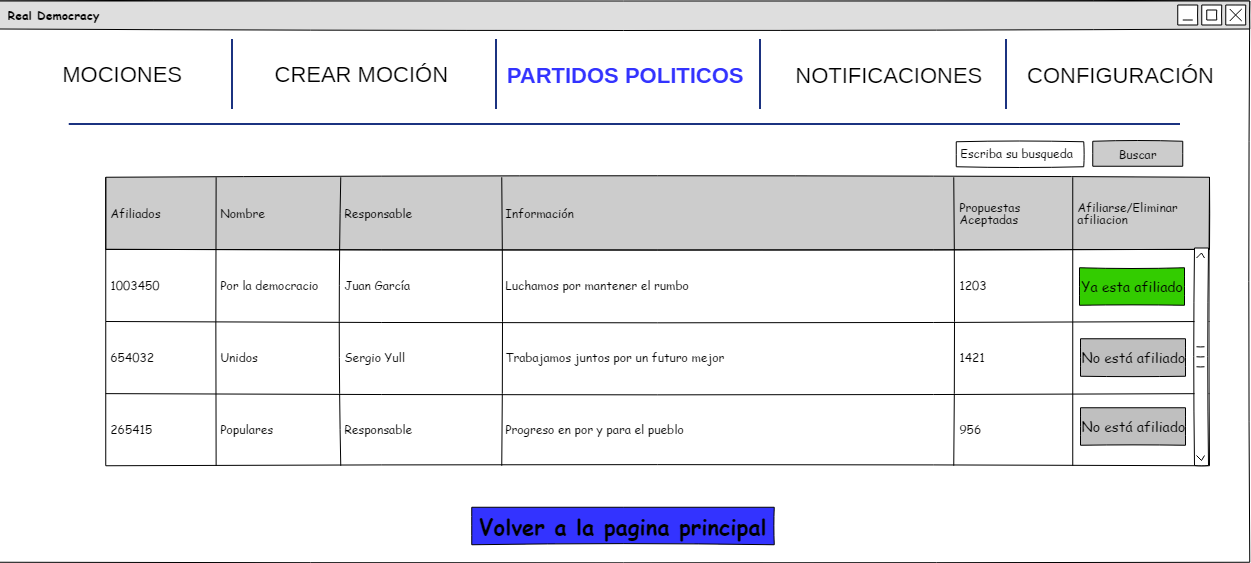 Real Democracy
MOCIONES
CREAR MOCIÓN
PARTIDOS POLITICOS
NOTIFICACIONES
CONFIGURACIÓN
Escriba su busqueda
Buscar
Afiliados
Nombre
Responsable
Información
Propuestas
Aceptadas
Afiliarse/Eliminar
afiliacion
1003450
Por la democracio
Juan García
Luchamos por mantener el rumbo
1203
Ya esta afiliado
654032
Unidos
Sergio Yull
Trabajamos juntos por un futuro mejor
1421
No está afiliado
265415
Populares
Responsable
Progreso en por y para el pueblo
956
No está afiliado
Volver a la pagina principal